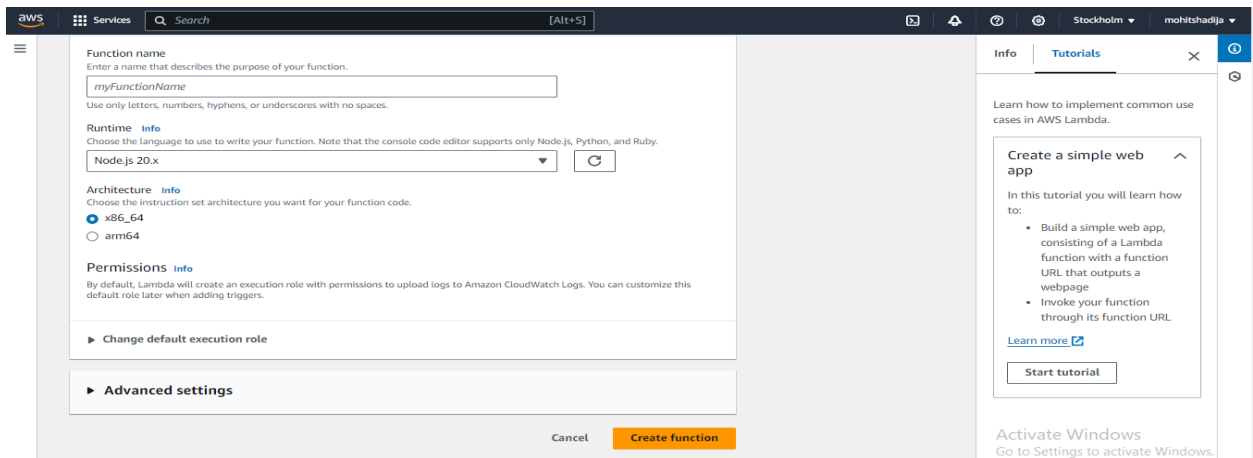 aws
Services
Search
[Alt+S]
Stockholm
mohitshadija
Function name
Enter a name that describes the purpose of your function.
myFunctionName
Use only letters, numbers, hyphens, or underscores with no spaces.
Runtime Info
Choose the language to use to write your function. Note that the console code editor supports only Node.js, Python, and Ruby.
Node.js 20.x
Architecture Info
Choose the instruction set architecture you want for your function code.
x86_64
arm64
Permissions Info
By default, Lambda will create an execution role with permissions to upload logs to Amazon CloudWatch Logs. You can customize this
default role later when adding triggers.
Change default execution role
Advanced settings
Cancel
Create function
Info
Tutorials
Learn how to implement common use
cases in AWS Lambda.
Create a simple web
app
In this tutorial you will learn how
to:
• Build a simple web app,
consisting of a Lambda
function with a function
URL that outputs a
webpage
• Invoke your function
through its function URL
Learn more
Start tutorial
Activate Windows
Go to Settings to activate Windows.